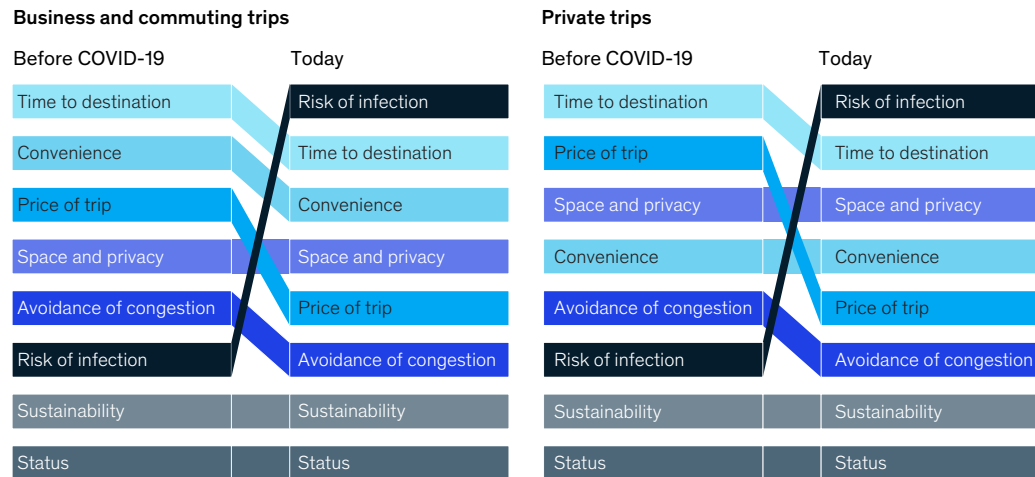 Business and commuting trips
Before COVID-19
Today
Time to destination
Convenience
Price of trip
Space and privacy
Avoidance of congestion
Risk of infection
Sustainability
Status
Risk of infection
Time to destination
Convenience
Space and privacy
Price of trip
Avoidance of congestion
Sustainability
Status
Private trips
Before COVID-19
Today
Time to destination
Price of trip
Space and privacy
Convenience
Avoidance of congestion
Risk of infection
Sustainability
Status
Risk of infection
Time to destination
Space and privacy
Convenience
Price of trip
Avoidance of congestion
Sustainability
Status